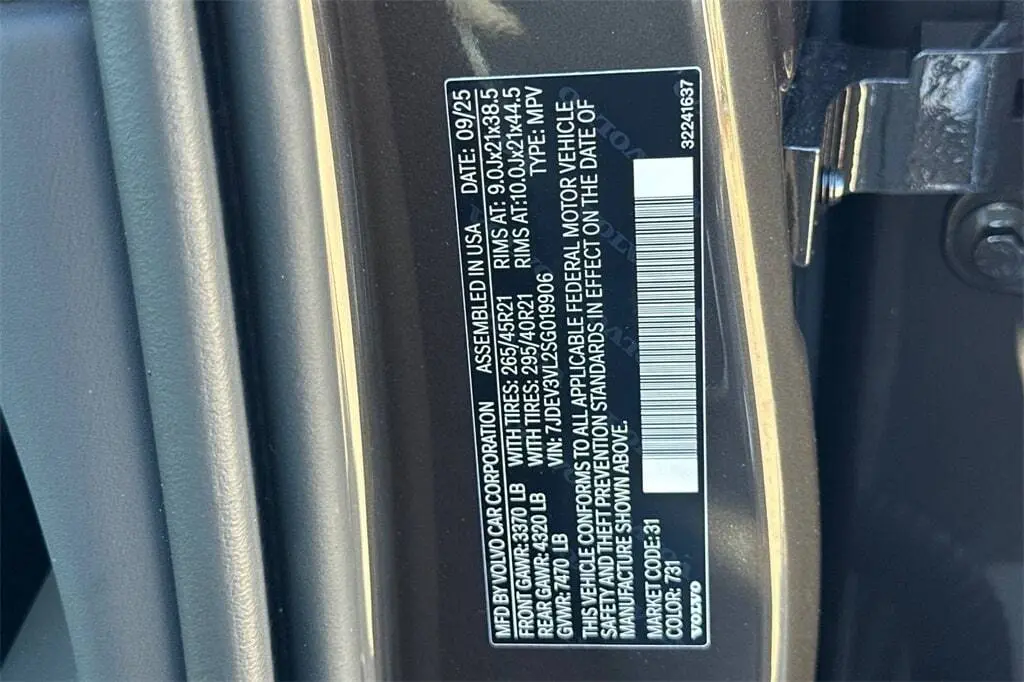 MFD BY VOLVO CAR CORPORATION ASSEMBLED IN USA DATE: 09/25
FRONT GAWR: 3370 LB WITH TIRES: 265/45R21 RIMS AT: 9.0Jx21x38.5
REAR GAWR: 4320 LB WITH TIRES: 295/40R21 RIMS AT:10.0Jx21x44.5
GVWR: 7470 LB VIN: 7JDEV3VL2SG019906 TYPE: MPV
THIS VEHICLE CONFORMS TO ALL APPLICABLE FEDERAL MOTOR VEHICLE
SAFETY AND THEFT PREVENTION STANDARDS IN EFFECT ON THE DATE OF
MANUFACTURE SHOWN ABOVE.
MARKET CODE: 31
COLOR: 731
VOLVO
32241637